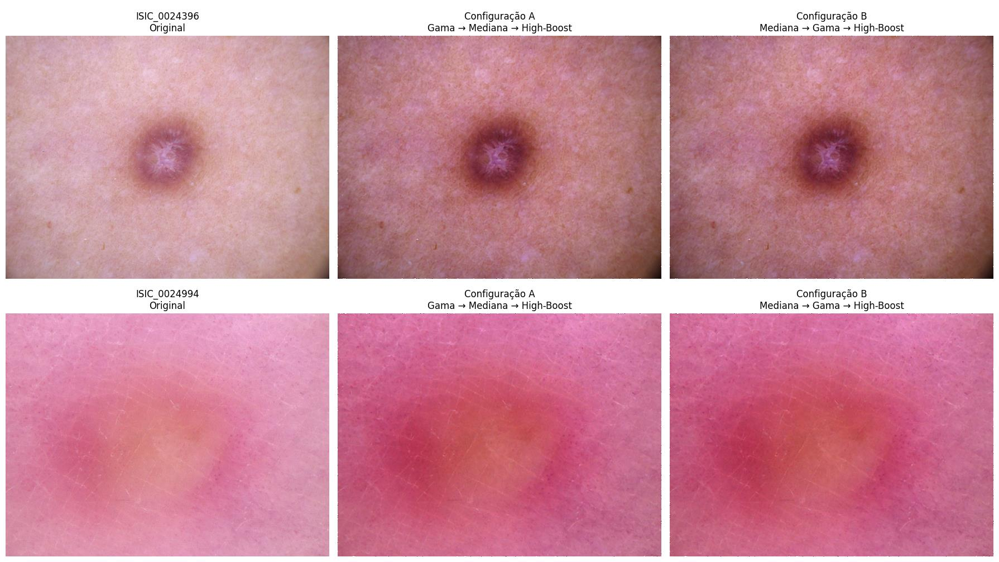 ISIC_0024396
Original
Configuração A
Gama → Mediana → High-Boost
Configuração B
Mediana → Gama → High-Boost
ISIC_0024994
Original
Configuração A
Gama → Mediana → High-Boost
Configuração B
Mediana → Gama → High-Boost